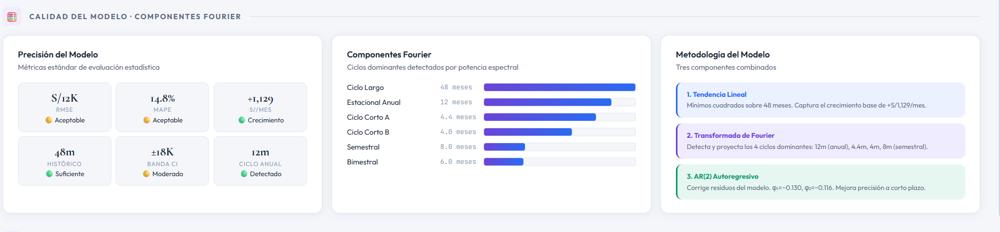 CALIDAD DEL MODELO · COMPONENTES FOURIER
Precisión del Modelo
Métricas estándar de evaluación estadística
S/12K
RMSE
Aceptable
14.8%
MAPE
Aceptable
+1,129
S//MES
Crecimiento
48m
HISTÓRICO
Suficiente
±18K
BANDA CI
Moderado
12m
CICLO ANUAL
Detectado
Componentes Fourier
Ciclos dominantes detectados por potencia espectral
Ciclo Largo 48 meses
Estacional Anual 12 meses
Ciclo Corto A 4.4 meses
Ciclo Corto B 4.0 meses
Semestral 8.0 meses
Bimestral 6.0 meses
Metodología del Modelo
Tres componentes combinados
1. Tendencia Lineal
Mínimos cuadrados sobre 48 meses. Captura el crecimiento base de +S/1,129/mes.
2. Transformada de Fourier
Detecta y proyecta los 4 ciclos dominantes: 12m (anual), 4.4m, 4m, 8m (semestral).
3. AR(2) Autoregresivo
Corrige residuos del modelo. φ₁=−0.130, φ₂=−0.116. Mejora precisión a corto plazo.